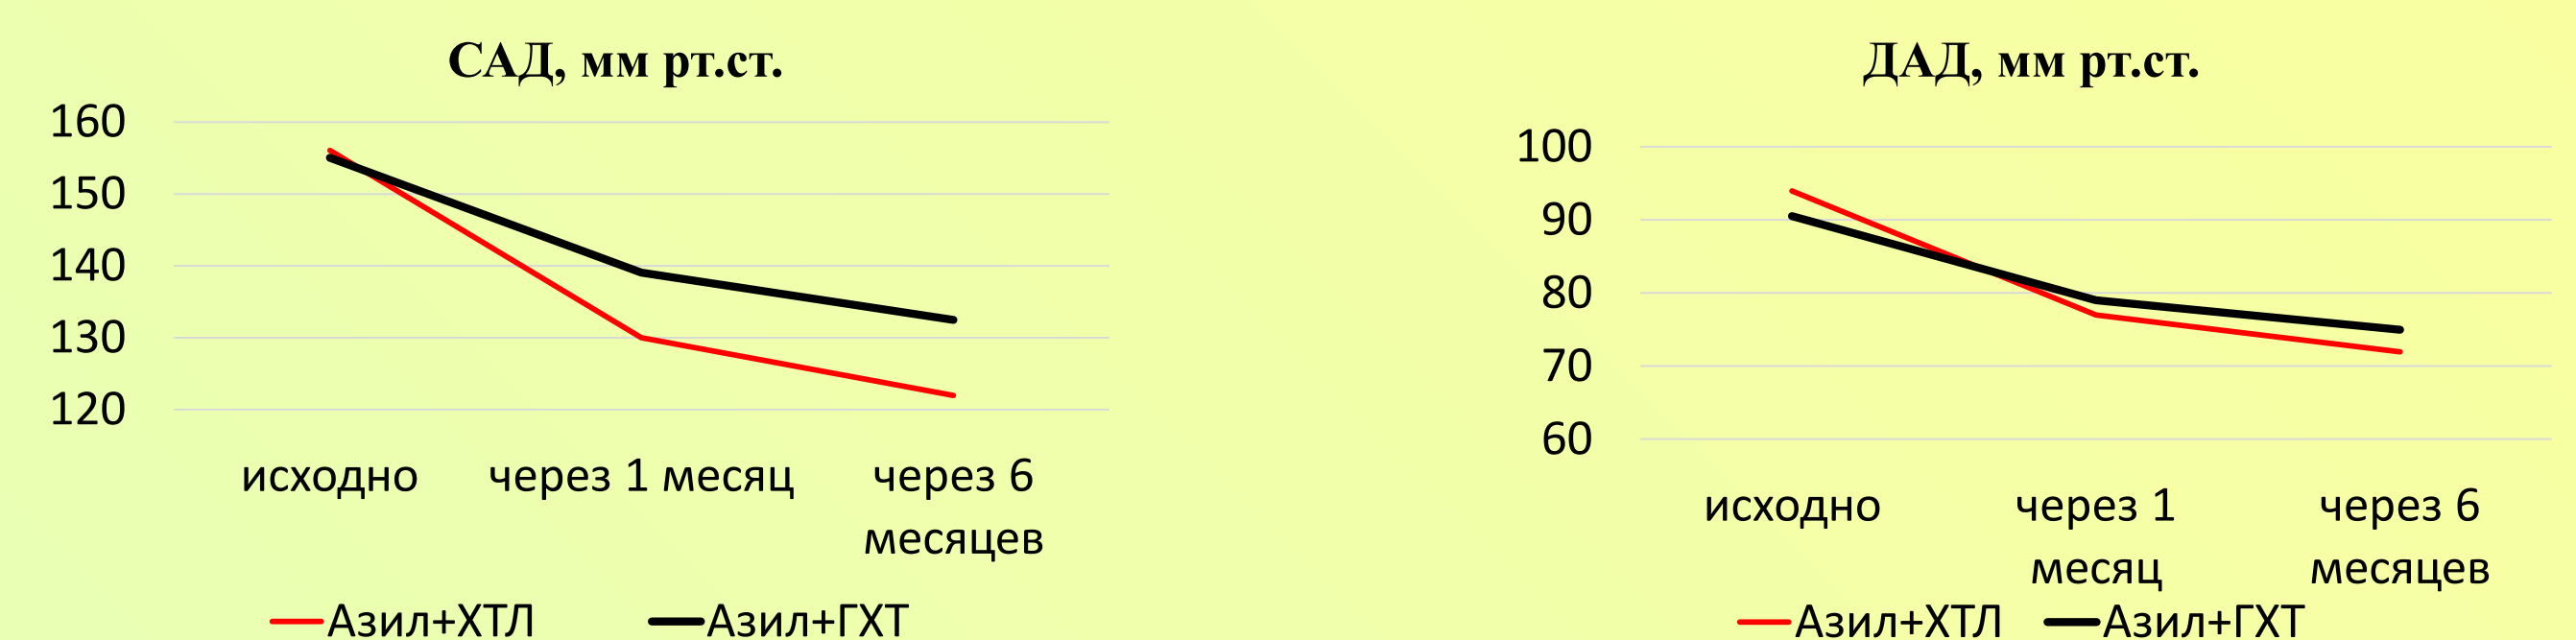 САД, мм рт.ст.
160
150
140
130
120
исходно
через 1 месяц
через 6
месяцев
Азил+ХТЛ
Азил+ГХТ
ДАД, мм рт.ст.
100
90
80
70
60
исходно
через 1
месяц
через 6
месяцев
Азил+ХТЛ
Азил+ГХТ